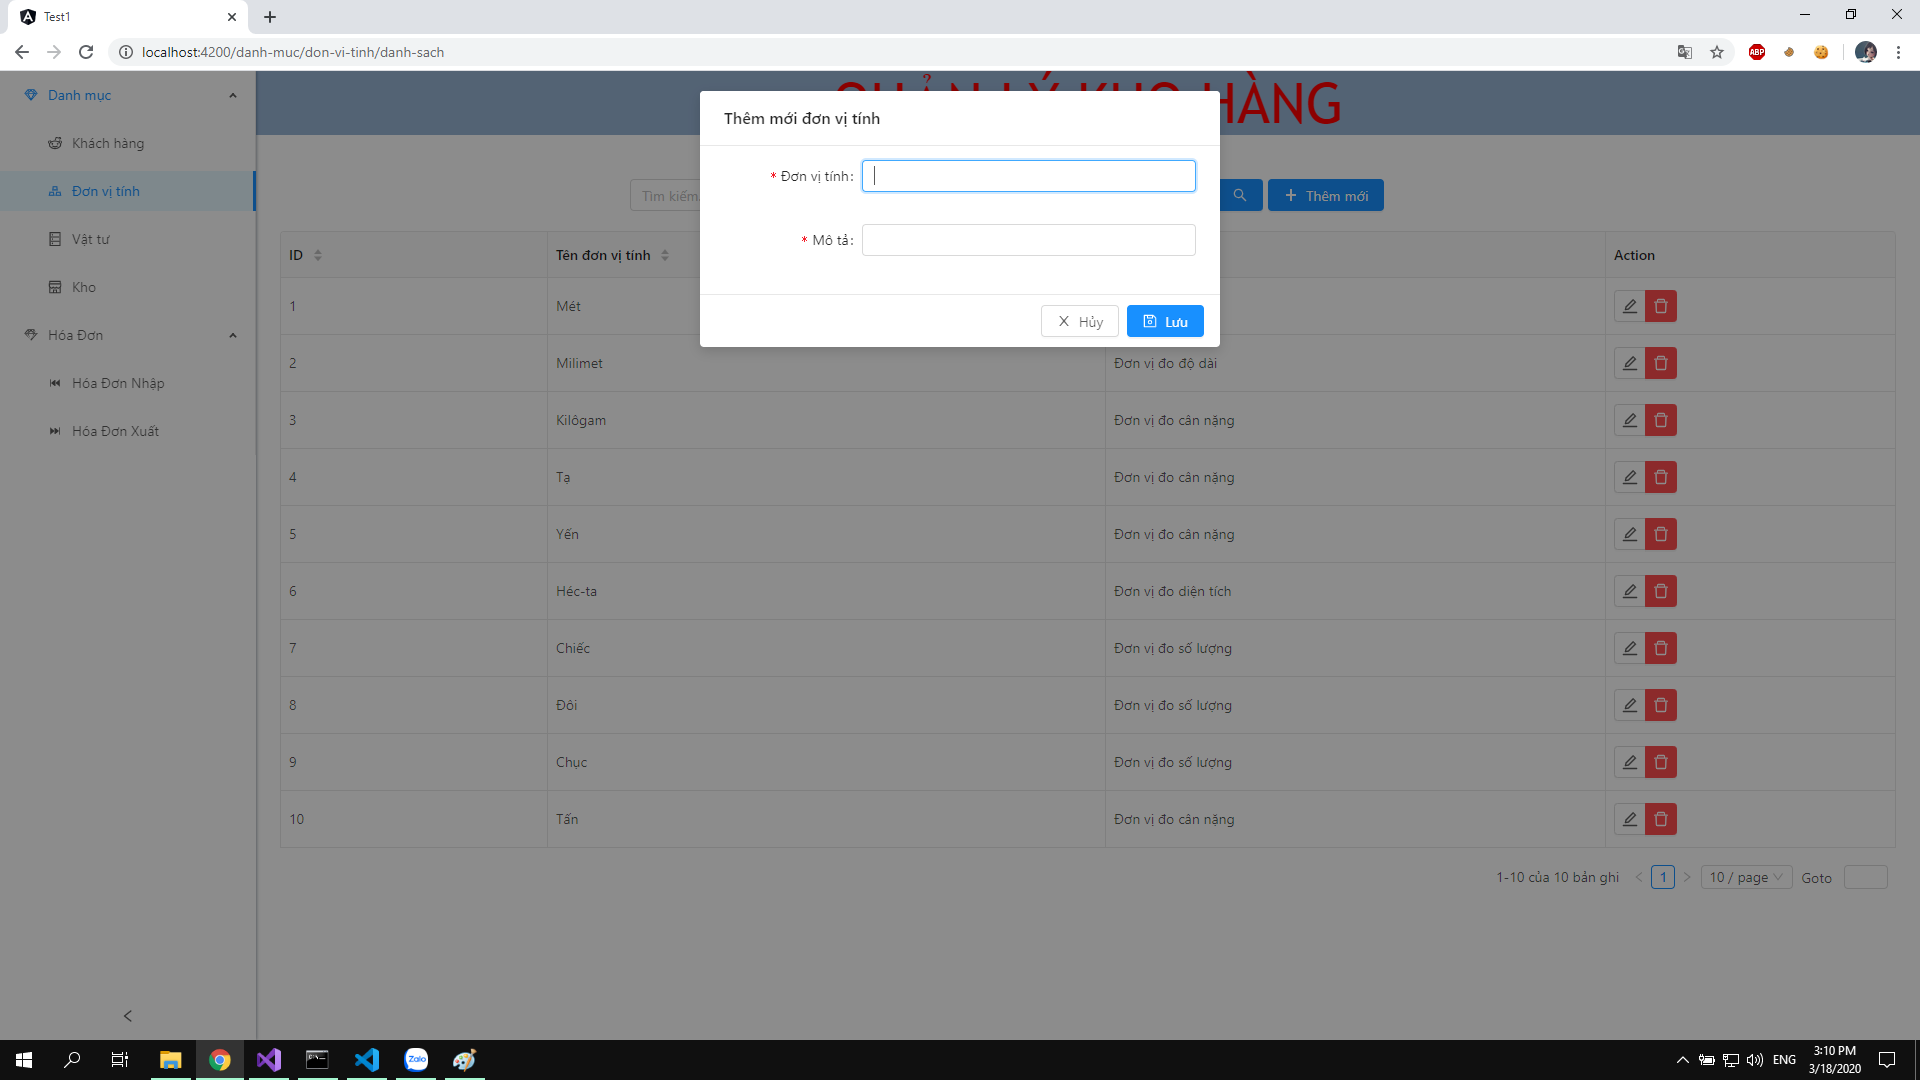 Test1
localhost:4200/danh-muc/don-vi-tinh/danh-sach
ABP
Danh mục
Khách hàng
Đơn vị tính
Vật tư
Kho
Hóa Đơn
Hóa Đơn Nhập
Hóa Đơn Xuất
QUẢN LÝ KHO HÀNG
Thêm mới đơn vị tính
* Đơn vị tính:
* Mô tả:
Hủy
Lưu
Tìm kiếm
Thêm mới
ID
Tên đơn vị tính
Action
1
Mét
2
Milimet
Đơn vị đo độ dài
3
Kilôgam
Đơn vị đo cân nặng
4
Tạ
Đơn vị đo cân nặng
5
Yến
Đơn vị đo cân nặng
6
Héc-ta
Đơn vị đo diện tích
7
Chiếc
Đơn vị đo số lượng
8
Đôi
Đơn vị đo số lượng
9
Chục
Đơn vị đo số lượng
10
Tấn
Đơn vị đo cân nặng
1-10 của 10 bản ghi
1
10 / page
Goto
Zalo
ENG
3:10 PM
3/18/2020